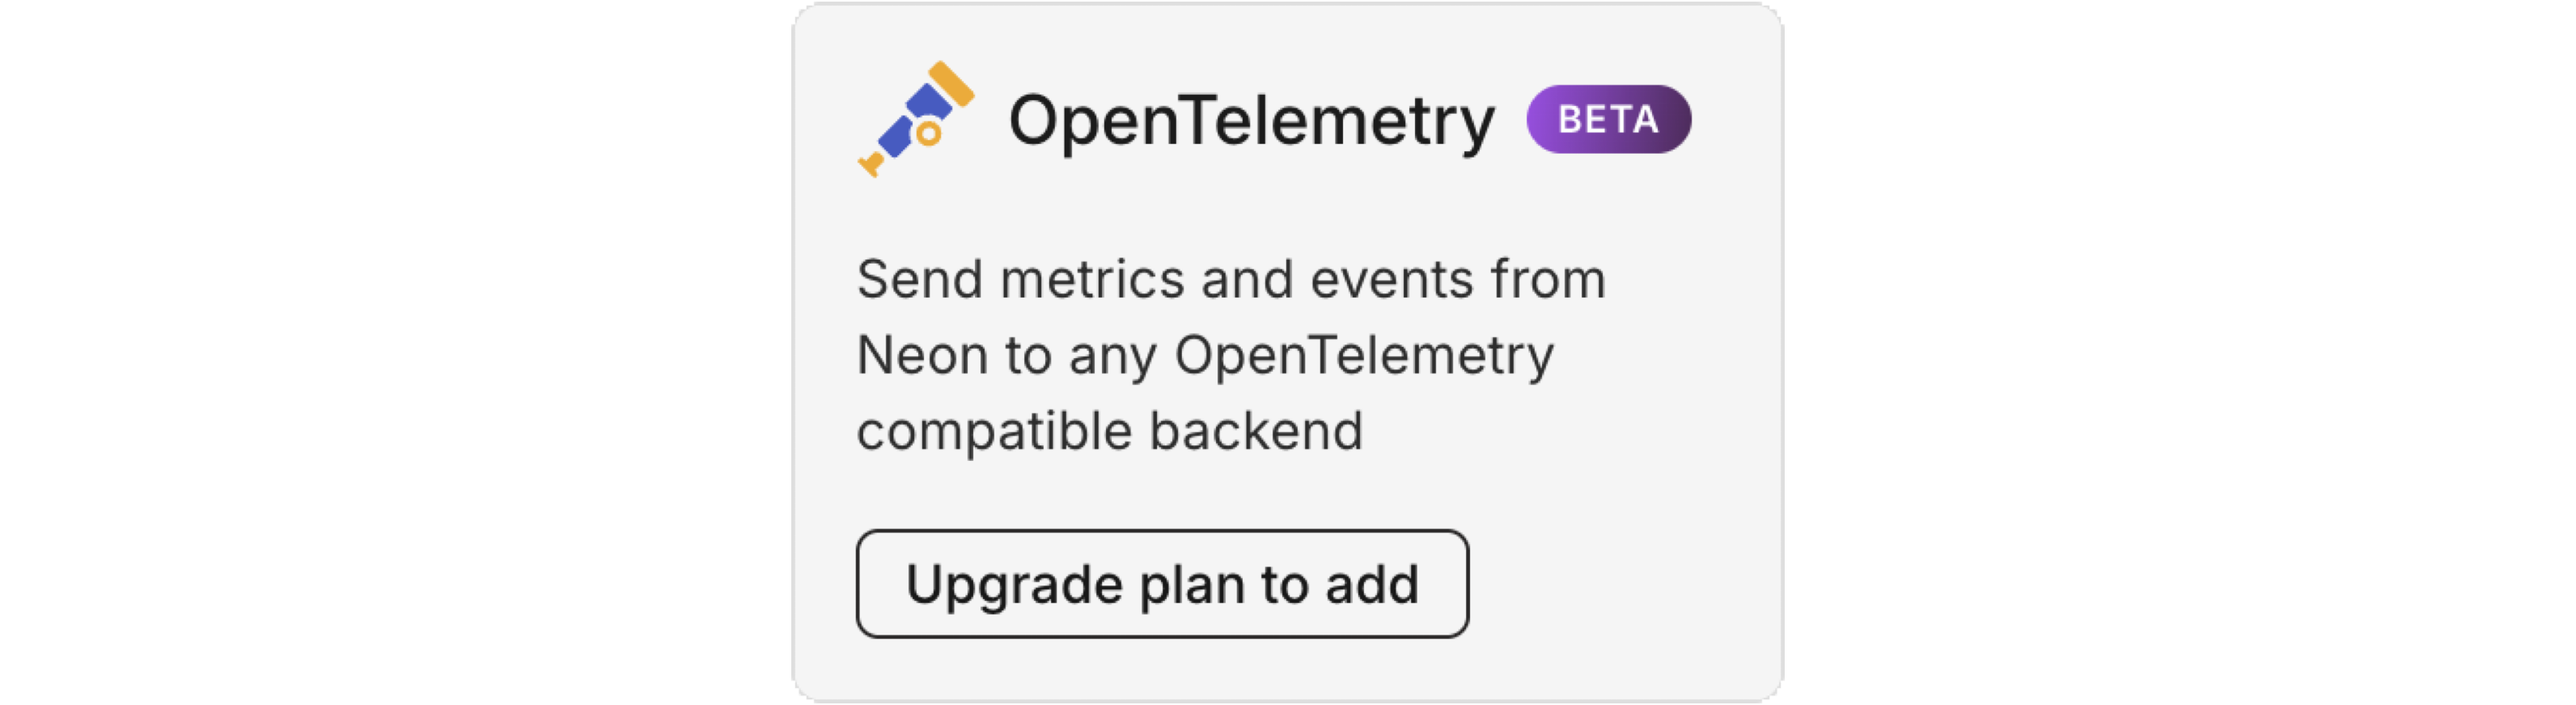 OpenTelemetry BETA
Send metrics and events from
Neon to any OpenTelemetry
compatible backend
Upgrade plan to add